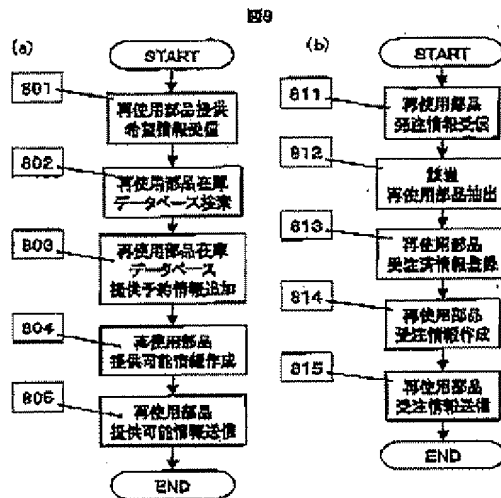 図9
(a)
START
801
再使用部品提供
希望情報受信
802
再使用部品在庫
データベース検索
803
再使用部品在庫
データベース
提供予約情報追加
804
再使用部品
提供可能情報作成
805
再使用部品
提供可能情報送信
END
(b)
START
811
再使用部品
発注情報受信
812
再使用部品抽出
813
再使用部品
受注済情報登録
814
再使用部品
受注情報作成
815
再使用部品
受注情報送信
END